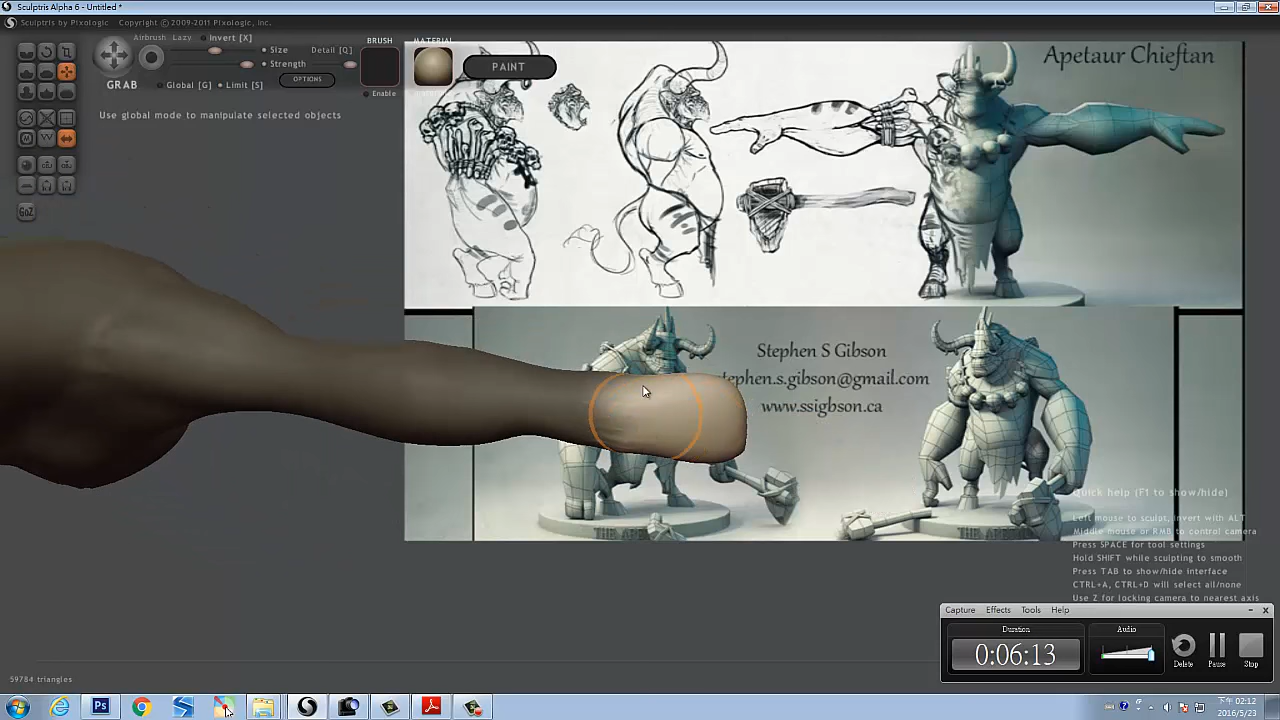 Sculptris Alpha 6 - Untitled *
Sculptris by Pixologic Copyright © 2009-2011 Pixologic, Inc.
Airbrush Lazy Invert [X]
Size
Detail [Q]
Strength
GRAB
Global [G] Limit [S]
OPTIONS
BRUSH
Enable
MATERIAL
PAINT
Use global mode to manipulate selected objects
GoZ
Apetaur Chieftan
Stephen S Gibson
stephen.s.gibson@gmail.com
www.ssigbson.ca
Quick help (F1 to show/hide)
Left mouse to sculpt, invert with ALT
Middle mouse or RMB to control camera
Press SPACE for tool settings
Hold SHIFT while sculpting to smooth
Press TAB to show/hide interface
CTRL+A, CTRL+D will select all/none
Use Z for locking camera to nearest axis
Capture Effects Tools Help
Duration
0:06:13
Audio
Delete
Pause
Stop
59784 triangles
Ps
下午 02:12
2016/5/23